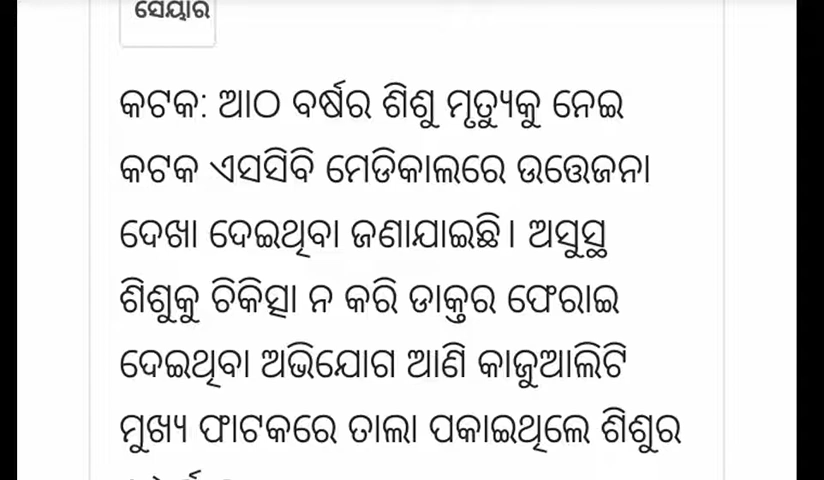 ସେୟାର
କଟକ: ଆଠ ବର୍ଷର ଶିଶୁ ମୃତ୍ୟୁକୁ ନେଇ
କଟକ ଏସସିବି ମେଡିକାଲରେ ଉତ୍ତେଜନା
ଦେଖା ଦେଇଥିବା ଜଣାଯାଇଛି। ଅସୁସ୍ଥ
ଶିଶୁକୁ ଚିକିତ୍ସା ନ କରି ଡାକ୍ତର ଫେରାଇ
ଦେଇଥିବା ଅଭିଯୋଗ ଆଣି କାଜୁଆଲିଟି
ମୁଖ୍ୟ ଫାଟକରେ ତାଲା ପକାଇଥିଲେ ଶିଶୁର